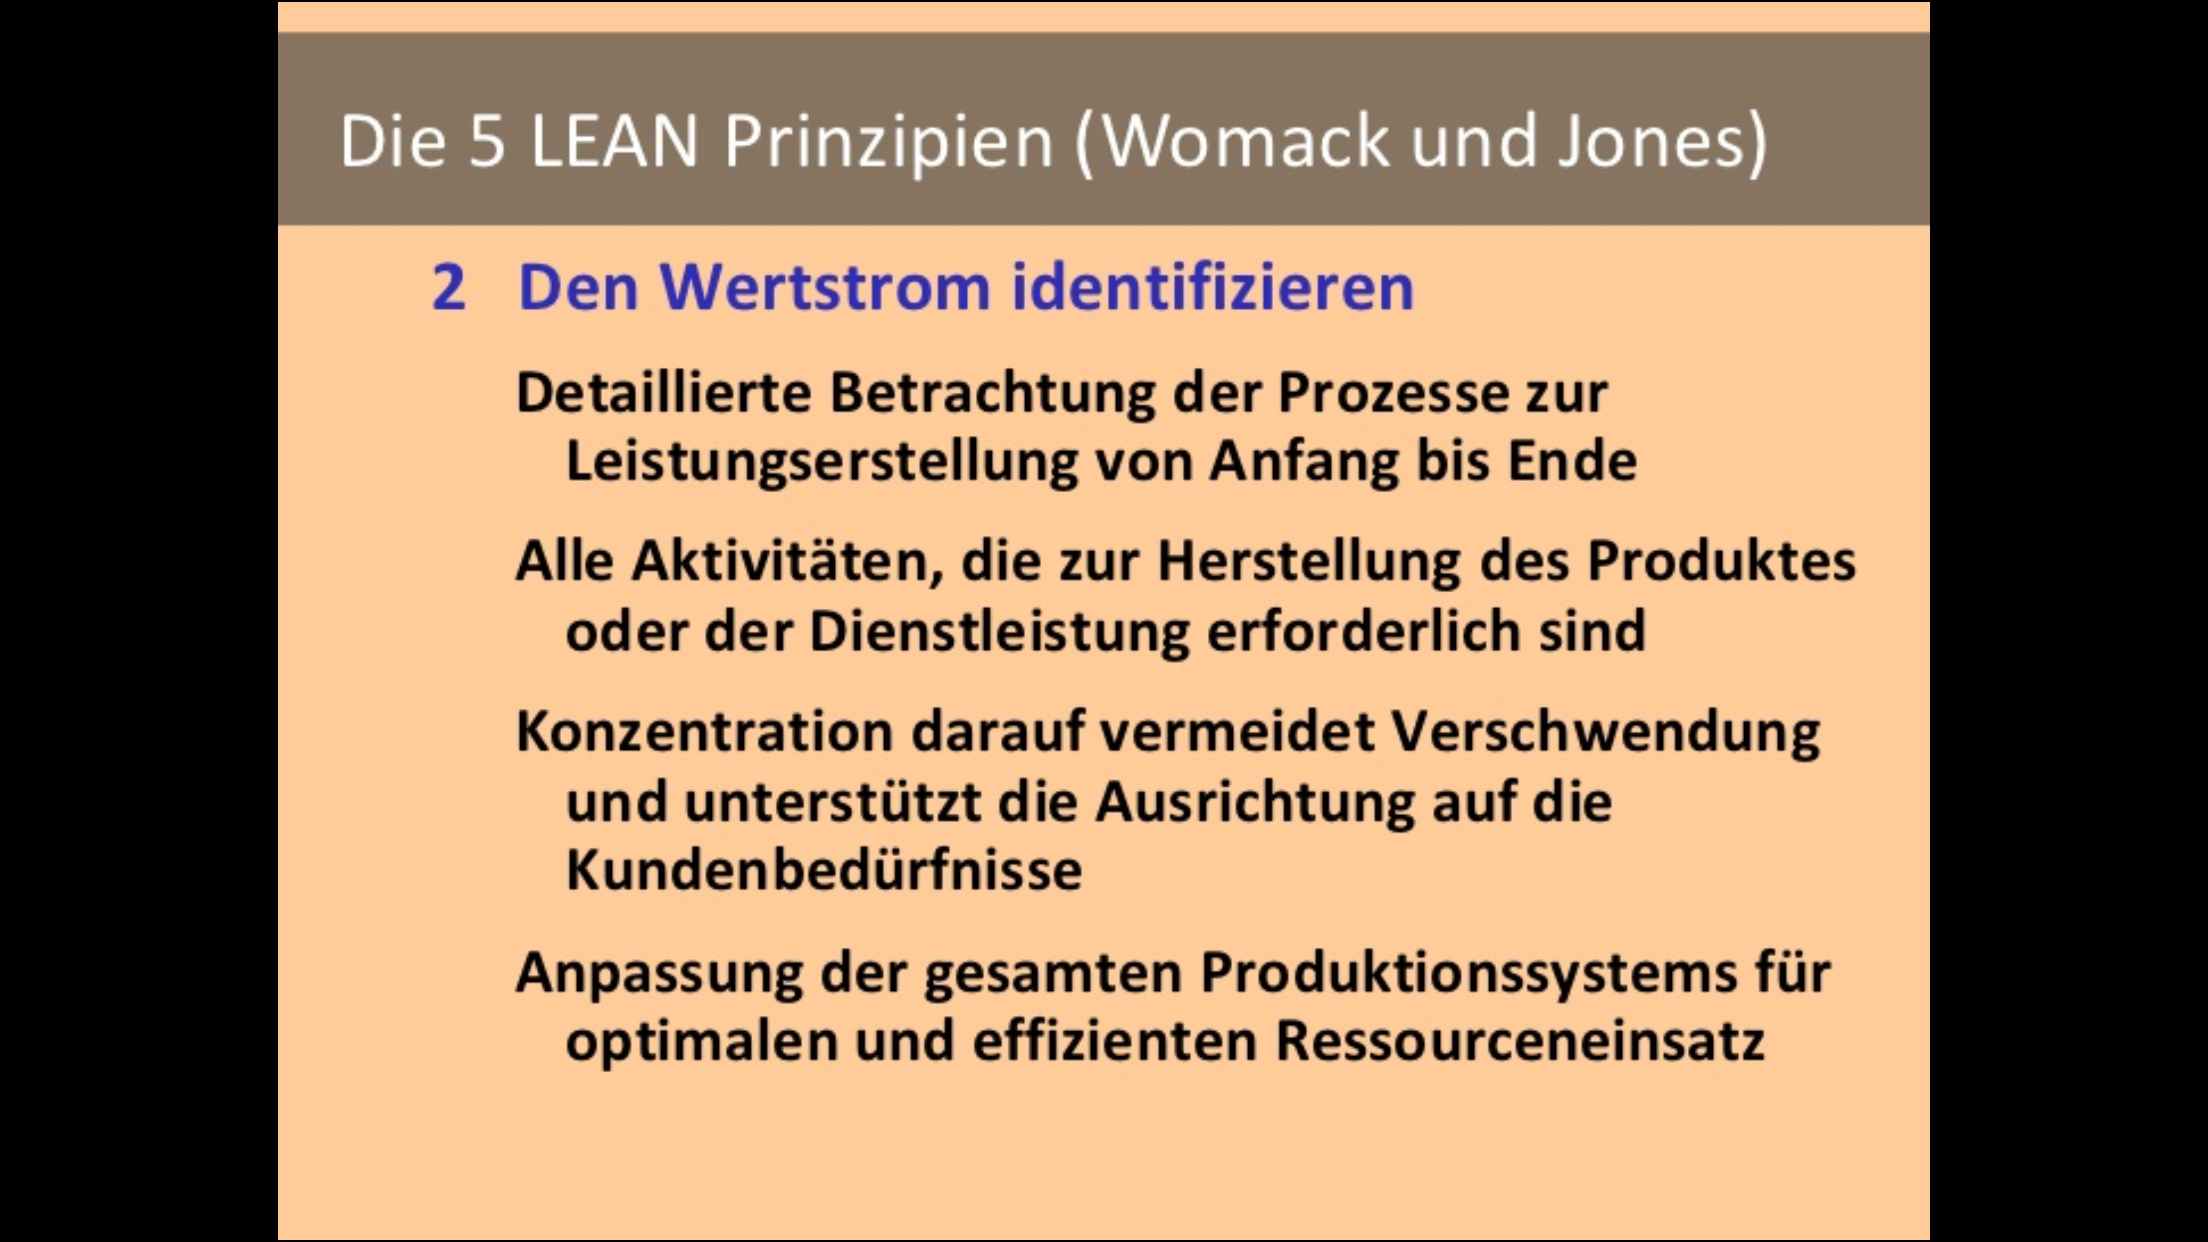 Die 5 LEAN Prinzipien (Womack und Jones)
2 Den Wertstrom identifizieren
Detaillierte Betrachtung der Prozesse zur
Leistungserstellung von Anfang bis Ende
Alle Aktivitäten, die zur Herstellung des Produktes
oder der Dienstleistung erforderlich sind
Konzentration darauf vermeidet Verschwendung
und unterstützt die Ausrichtung auf die
Kundenbedürfnisse
Anpassung der gesamten Produktionssystems für
optimalen und effizienten Ressourceneinsatz